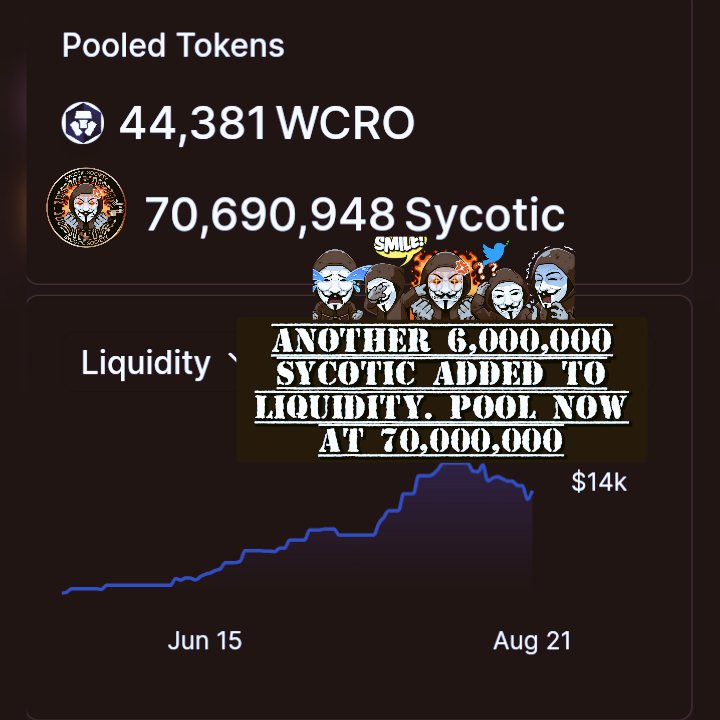 Pooled Tokens
44,381 WCRO
70,690,948 Sycotic
SMILE!
??
ANOTHER 6,000,000
SYCOTIC ADDED TO
LIQUIDITY. POOL NOW
AT 70,000,000
Liquidity
$14k
Jun 15
Aug 21